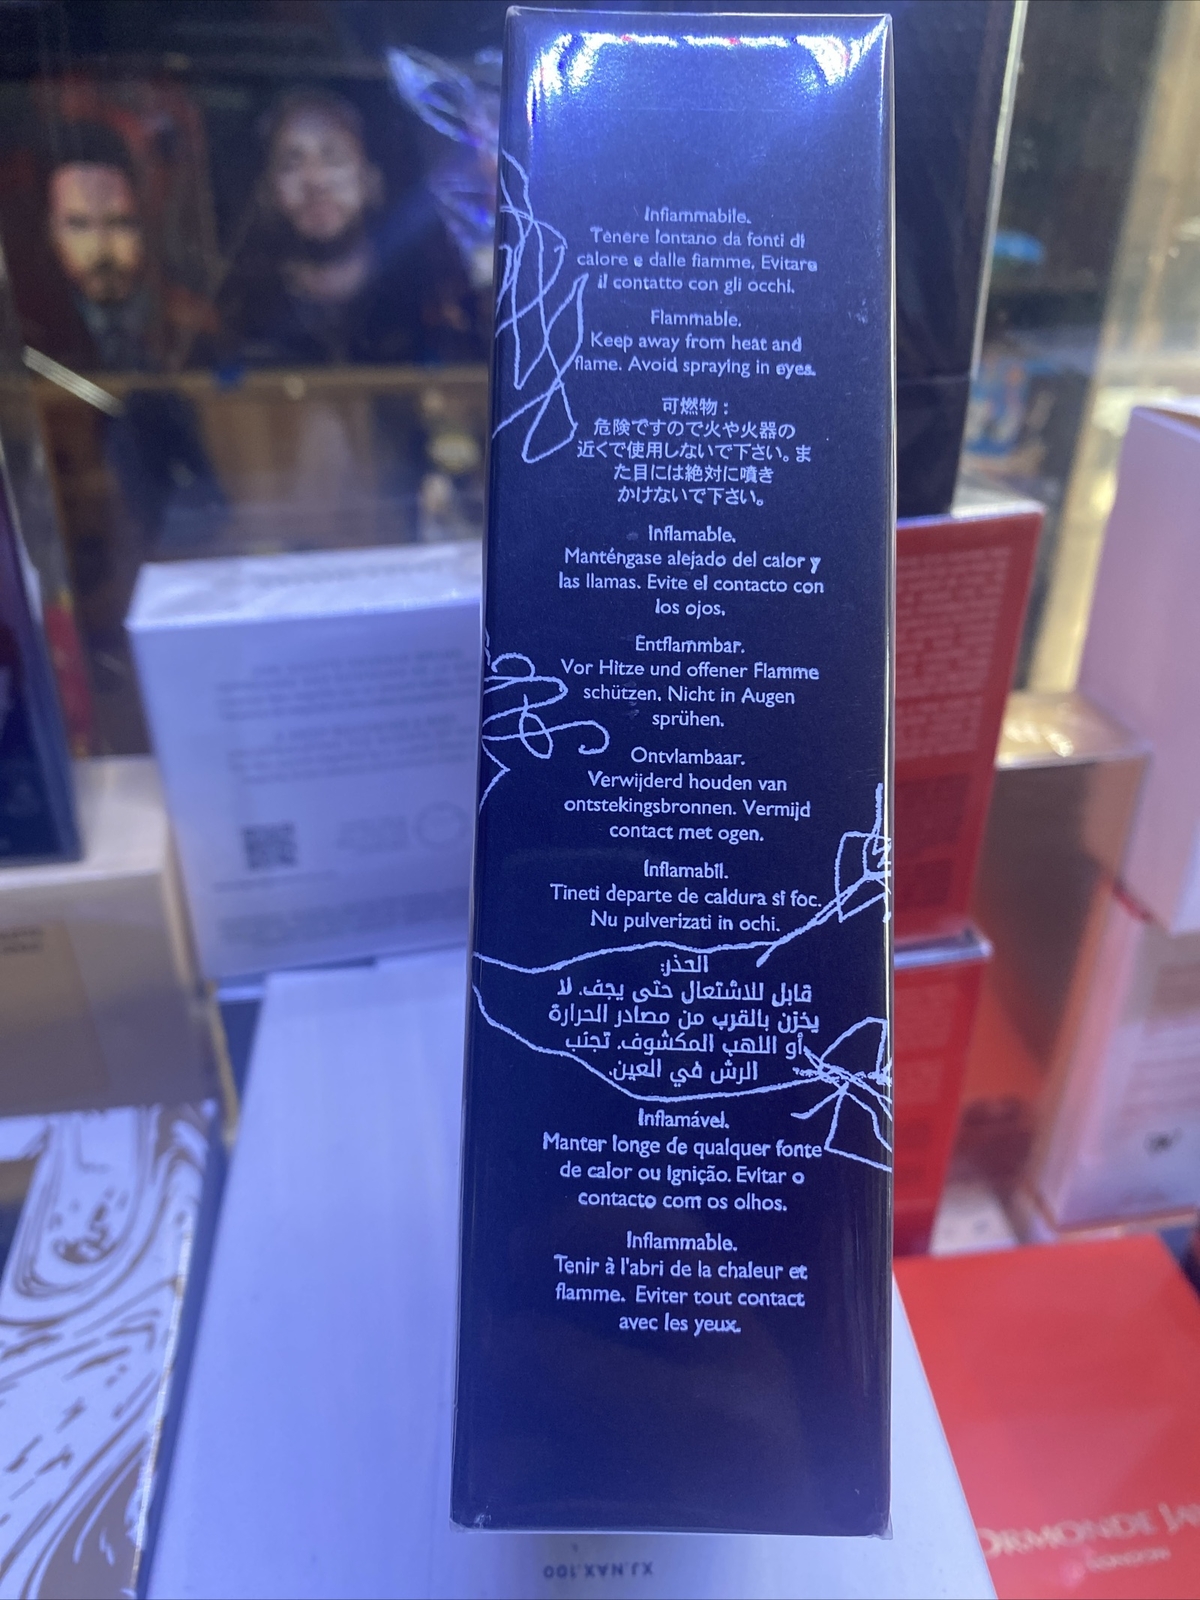 Infiammabile.
Tenere lontano da fonti di
calore e dalle fiamme. Evitare
il contatto con gli occhi.
Flammable.
Keep away from heat and
flame. Avoid spraying in eyes.
可燃物：
危険ですので火や火器の
近くで使用しないで下さい。ま
た目には絶対に噴き
かけないで下さい。
Inflamable.
Manténgase alejado del calor y
las llamas. Evite el contacto con
los ojos.
Entflammbar.
Vor Hitze und offener Flamme
schützen. Nicht in Augen
sprühen.
Ontvlambaar.
Verwijderd houden van
ontstekingsbronnen. Vermijd
contact met ogen.
Inflamabil.
Tineti departe de caldura si foc.
Nu pulverizati in ochi.
الحذر:
قابل للاشتعال حتى يجف. لا
يخزن بالقرب من مصادر الحرارة
أو اللهب المكشوف. تجنب
الرش في العين.
Inflamável.
Manter longe de qualquer fonte
de calor ou Ignição. Evitar o
contacto com os olhos.
Inflammable.
Tenir à l'abri de la chaleur et
flamme. Eviter tout contact
avec les yeux.
XJ.NAX.100
ORMONDE JA
LONDON